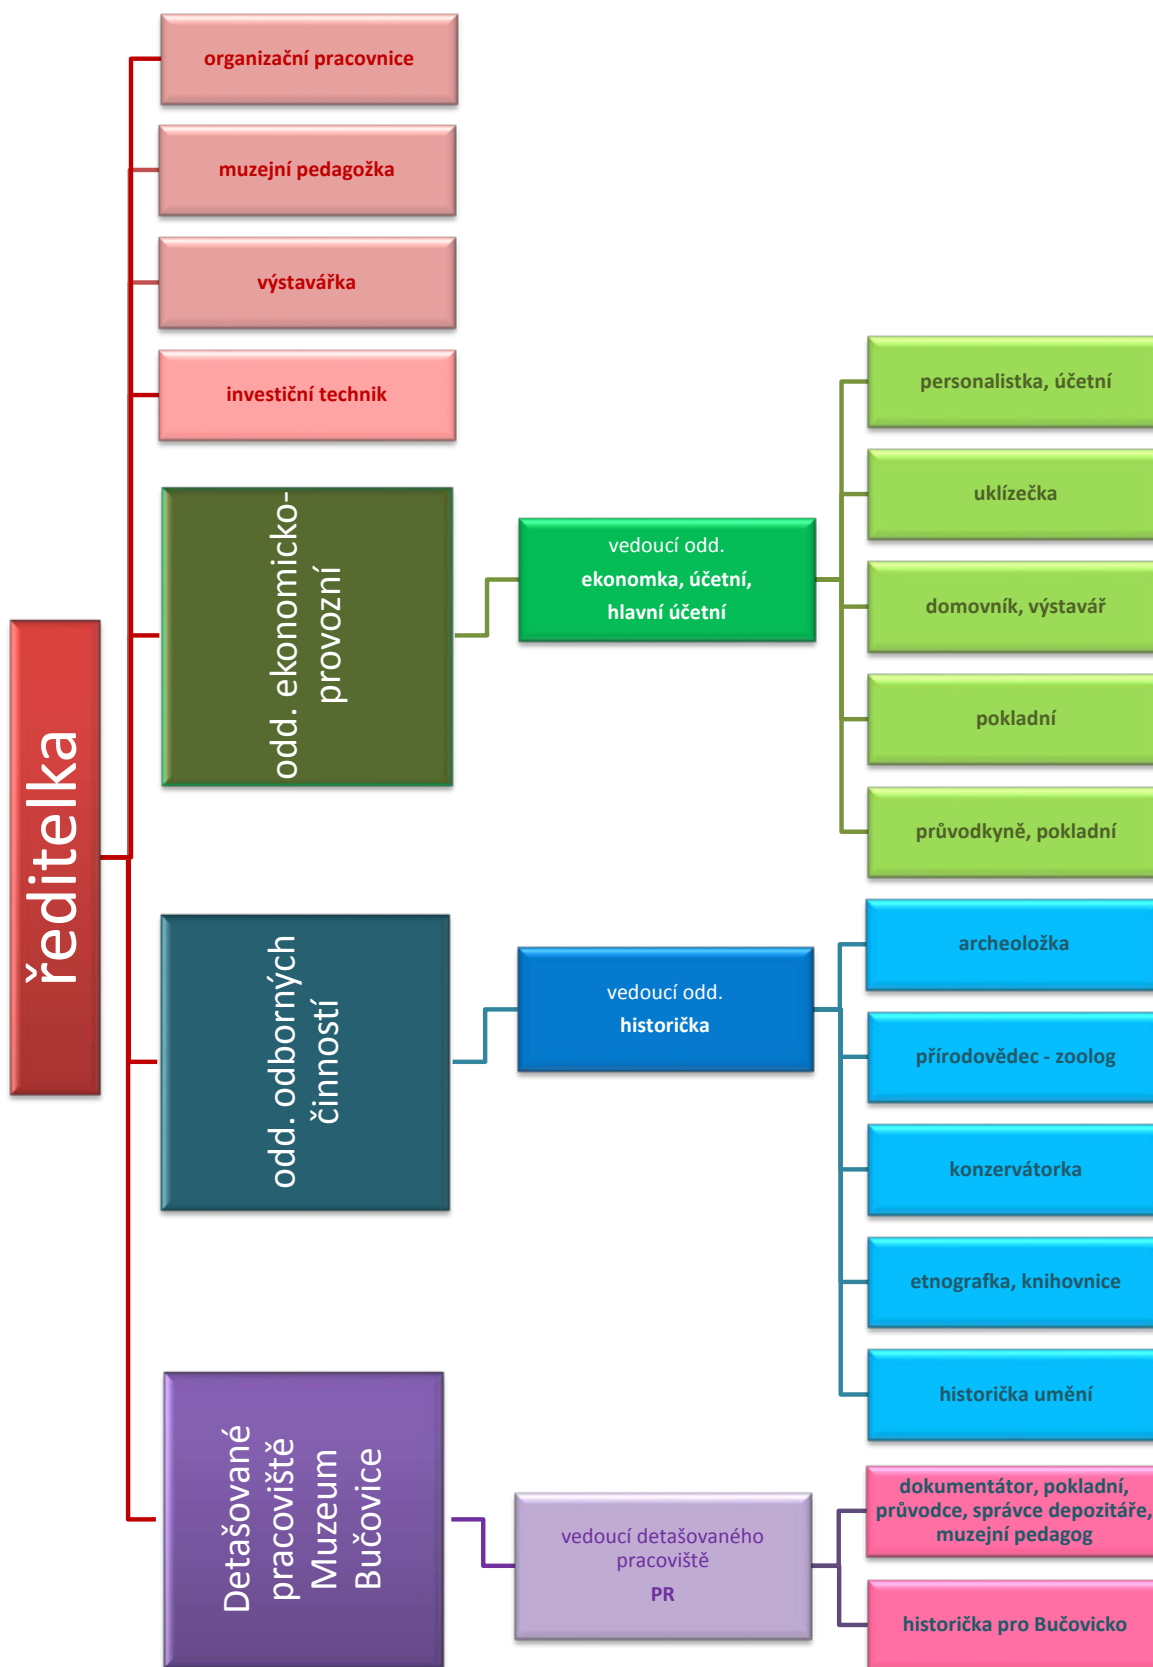 ředitelka
organizační pracovnice
muzejní pedagožka
výstavářka
investiční technik
odd. ekonomicko-
provozní
vedoucí odd.
ekonomka, účetní,
hlavní účetní
personalistka, účetní
uklízečka
domovník, výstavář
pokladní
průvodkyně, pokladní
odd. odborných
činností
vedoucí odd.
historička
archeoložka
přírodovědec - zoolog
konzervátorka
etnografka, knihovnice
historička umění
Detašované
pracoviště
Muzeum
Bučovice
vedoucí detašovaného
pracoviště
PR
dokumentátor, pokladní,
průvodce, správce depozitáře,
muzejní pedagog
historička pro Bučovicko